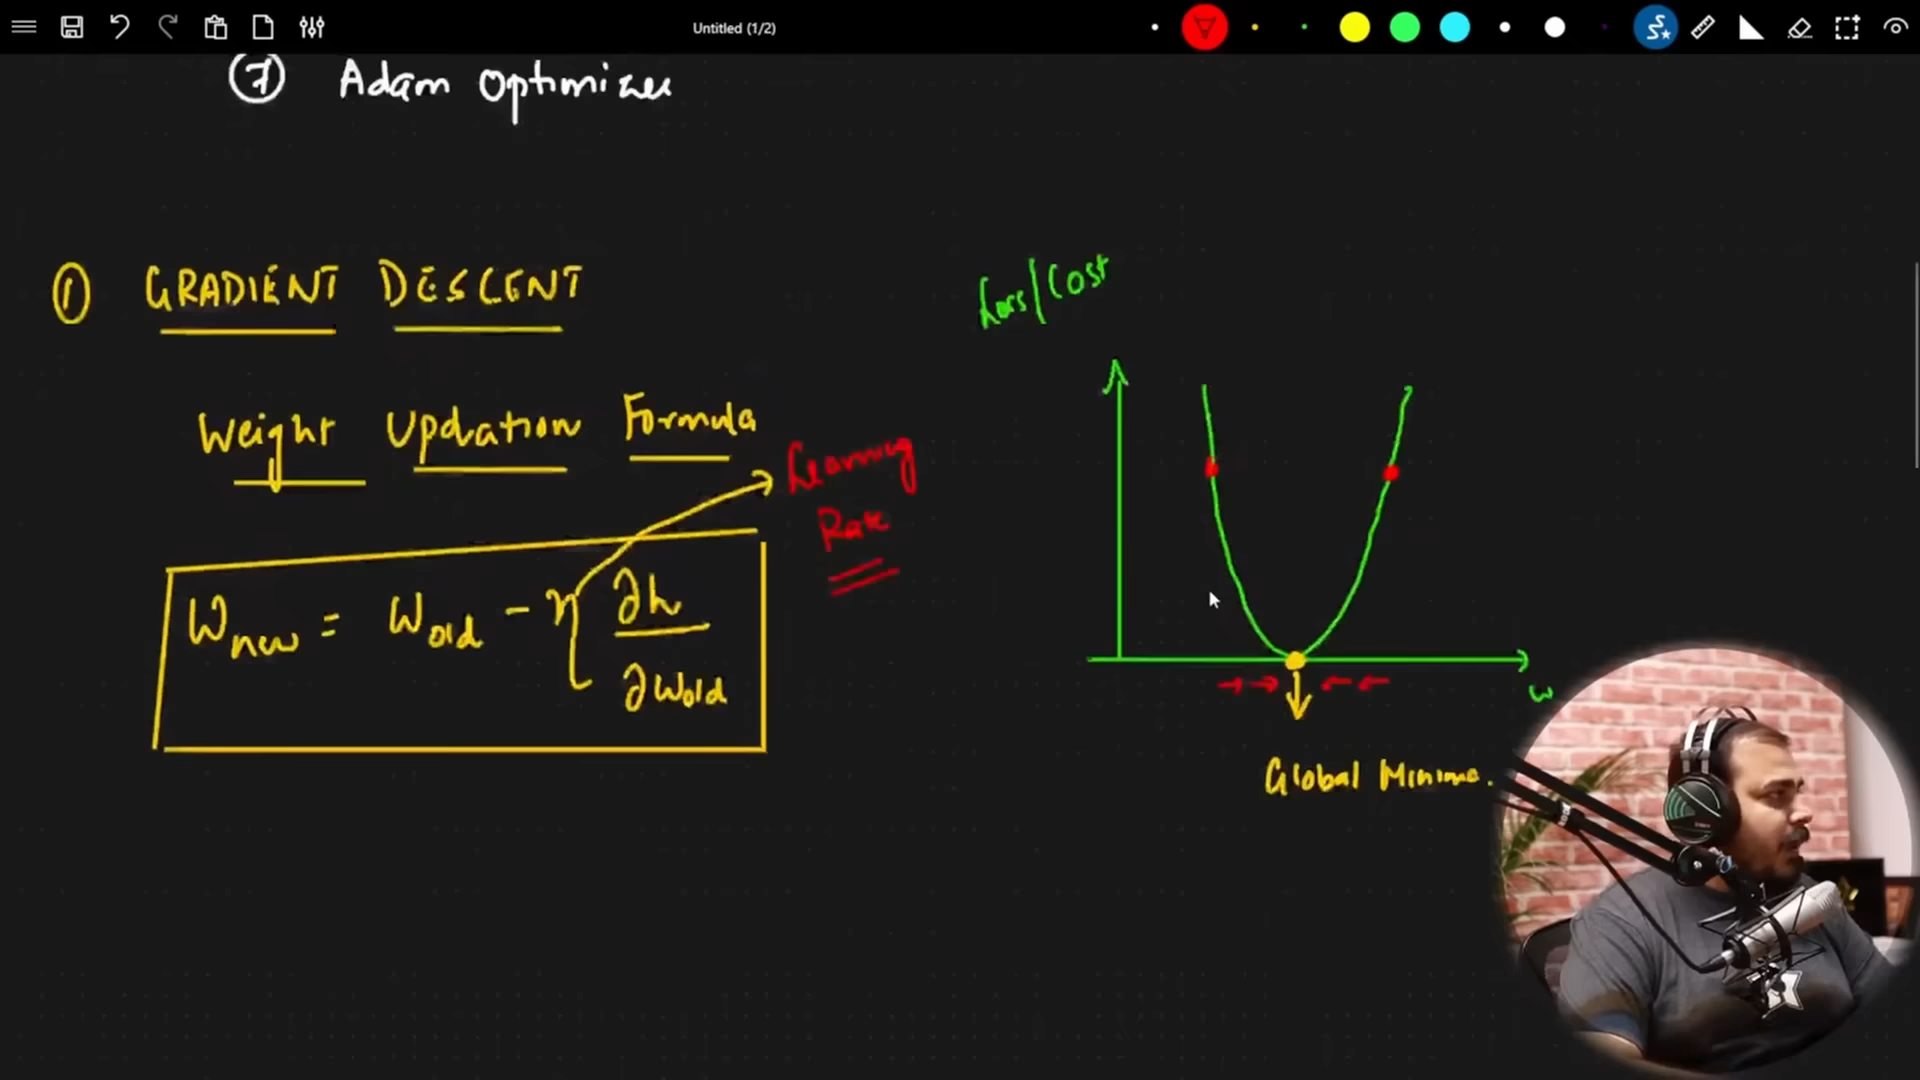 Untitled (1/2)
7 Adam Optimizer
1 GRADIENT DESCENT
Loss/Cost
Weight Updation Formula
Learning
Rate
Wnew = Wold - η ∂h
∂Wold
w
Global Minima.